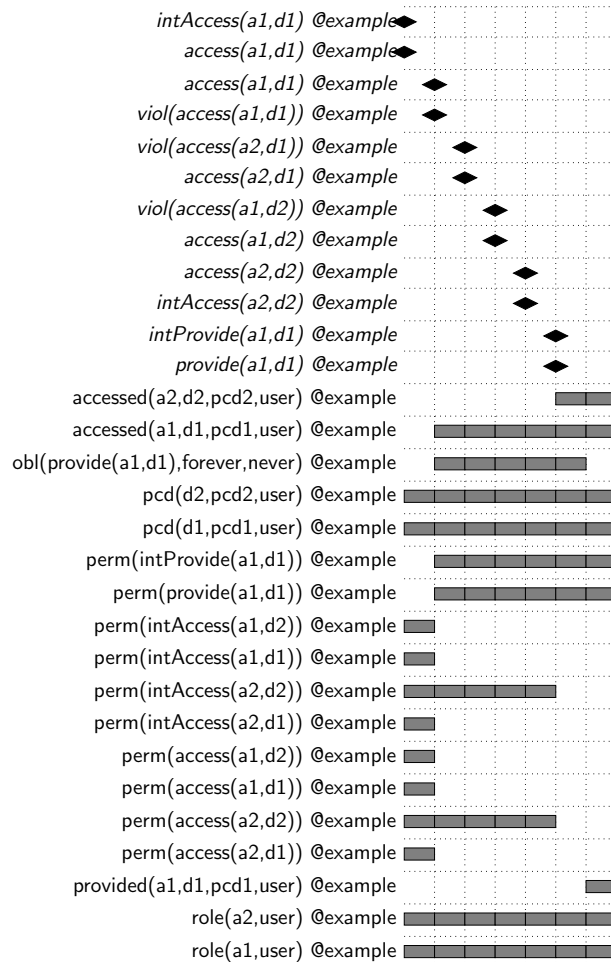 intAccess(a1,d1) @example
access(a1,d1) @example
access(a1,d1) @example
viol(access(a1,d1)) @example
viol(access(a2,d1)) @example
access(a2,d1) @example
viol(access(a1,d2)) @example
access(a1,d2) @example
access(a2,d2) @example
intAccess(a2,d2) @example
intProvide(a1,d1) @example
provide(a1,d1) @example
accessed(a2,d2,pcd2,user) @example
accessed(a1,d1,pcd1,user) @example
obl(provide(a1,d1),forever,never) @example
pcd(d2,pcd2,user) @example
pcd(d1,pcd1,user) @example
perm(intProvide(a1,d1)) @example
perm(provide(a1,d1)) @example
perm(intAccess(a1,d2)) @example
perm(intAccess(a1,d1)) @example
perm(intAccess(a2,d2)) @example
perm(intAccess(a2,d1)) @example
perm(access(a1,d2)) @example
perm(access(a1,d1)) @example
perm(access(a2,d2)) @example
perm(access(a2,d1)) @example
provided(a1,d1,pcd1,user) @example
role(a2,user) @example
role(a1,user) @example